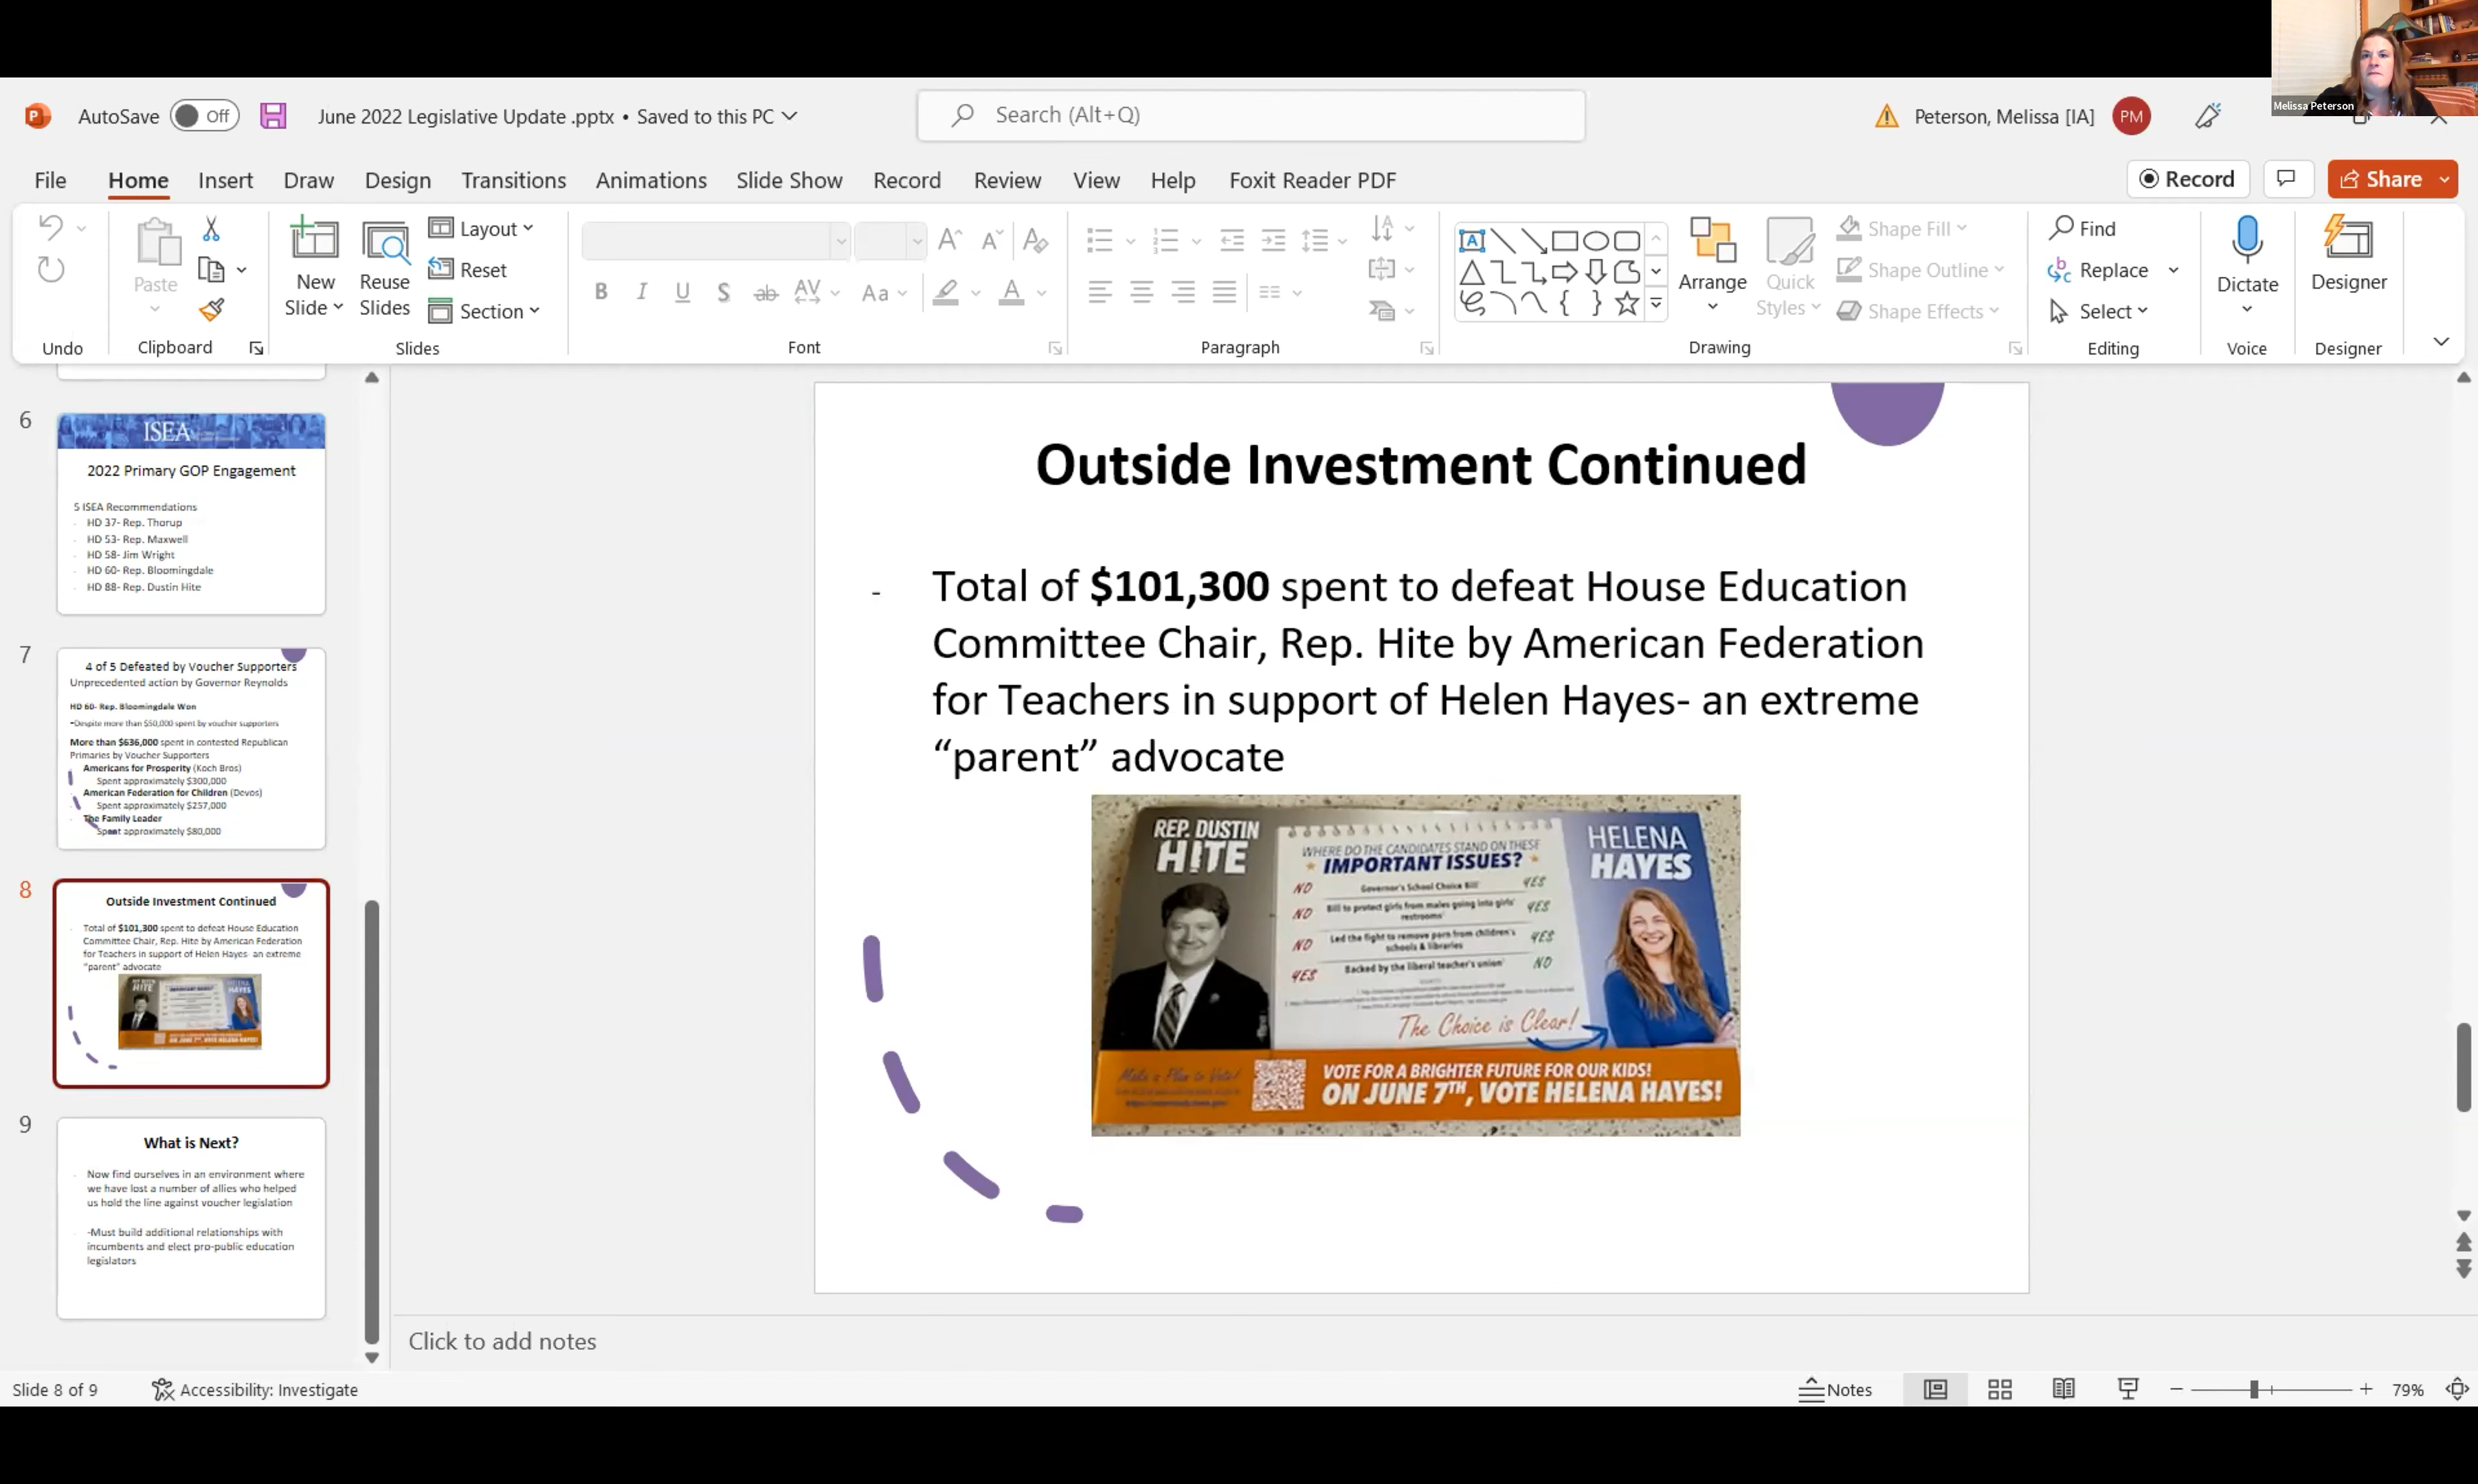 Melissa Peterson
AutoSave Off June 2022 Legislative Update .pptx • Saved to this PC Search (Alt+Q) Peterson, Melissa [IA] PM
File Home Insert Draw Design Transitions Animations Slide Show Record Review View Help Foxit Reader PDF Record Share
Paste
New Slide
Reuse Slides
Layout
Reset
Section
B I U S ab AV Aa A
Arrange
Quick Styles
Shape Fill
Shape Outline
Shape Effects
Find
Replace
Select
Dictate
Designer
Undo Clipboard Slides Font Paragraph Drawing Editing Voice Designer
6
ISEA
2022 Primary GOP Engagement
5 ISEA Recommendations
HD 37- Rep. Thorup
HD 53- Rep. Maxwell
HD 58- Jim Wright
HD 60- Rep. Bloomingdale
HD 88- Rep. Dustin Hite
7
4 of 5 Defeated by Voucher Supporters
Unprecedented action by Governor Reynolds
HD 60- Rep. Bloomingdale Won
-Despite more than $50,000 spent by voucher supporters
More than $636,000 spent in contested Republican
Primaries by Voucher Supporters
Americans for Prosperity (Koch Bros)
Spent approximately $300,000
American Federation for Children (Devos)
Spent approximately $257,000
The Family Leader
Spent approximately $80,000
8
Outside Investment Continued
Total of $101,300 spent to defeat House Education
Committee Chair, Rep. Hite by American Federation
for Teachers in support of Helen Hayes- an extreme
“parent” advocate
9
What is Next?
Now find ourselves in an environment where
we have lost a number of allies who helped
us hold the line against voucher legislation
-Must build additional relationships with
incumbents and elect pro-public education
legislators
Outside Investment Continued
- Total of $101,300 spent to defeat House Education
Committee Chair, Rep. Hite by American Federation
for Teachers in support of Helen Hayes- an extreme
“parent” advocate
REP. DUSTIN
HITE
WHERE DO THE CANDIDATES STAND ON THESE
IMPORTANT ISSUES?
NO Governor's School Choice Bill YES
NO Bill to protect girls from males going into girls'
restrooms YES
NO Led the fight to remove porn from children's
schools & libraries YES
YES Backed by the liberal teacher's union NO
The Choice is Clear!
HELENA
HAYES
Make a Plan to Vote!
VOTE FOR A BRIGHTER FUTURE FOR OUR KIDS!
ON JUNE 7TH, VOTE HELENA HAYES!
Click to add notes
Slide 8 of 9 Accessibility: Investigate Notes 79%